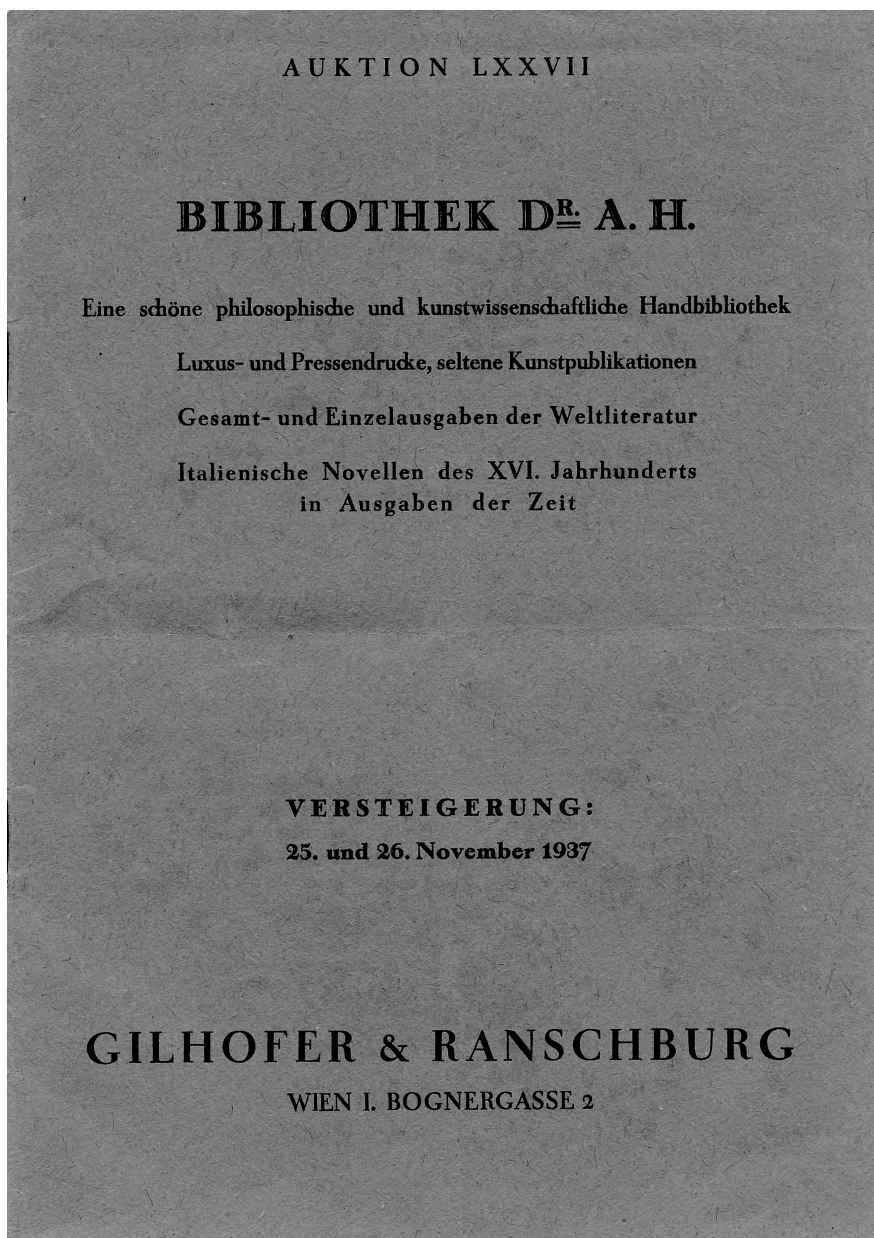 AUKTION LXXVII
BIBLIOTHEK DR. A. H.
Eine schöne philosophische und kunstwissenschaftliche Handbibliothek
Luxus- und Pressendrucke, seltene Kunstpublikationen
Gesamt- und Einzelausgaben der Weltliteratur
Italienische Novellen des XVI. Jahrhunderts
in Ausgaben der Zeit
VERSTEIGERUNG:
25. und 26. November 1937
GILHOFER & RANSCHBURG
WIEN I. BOGNERGASSE 2